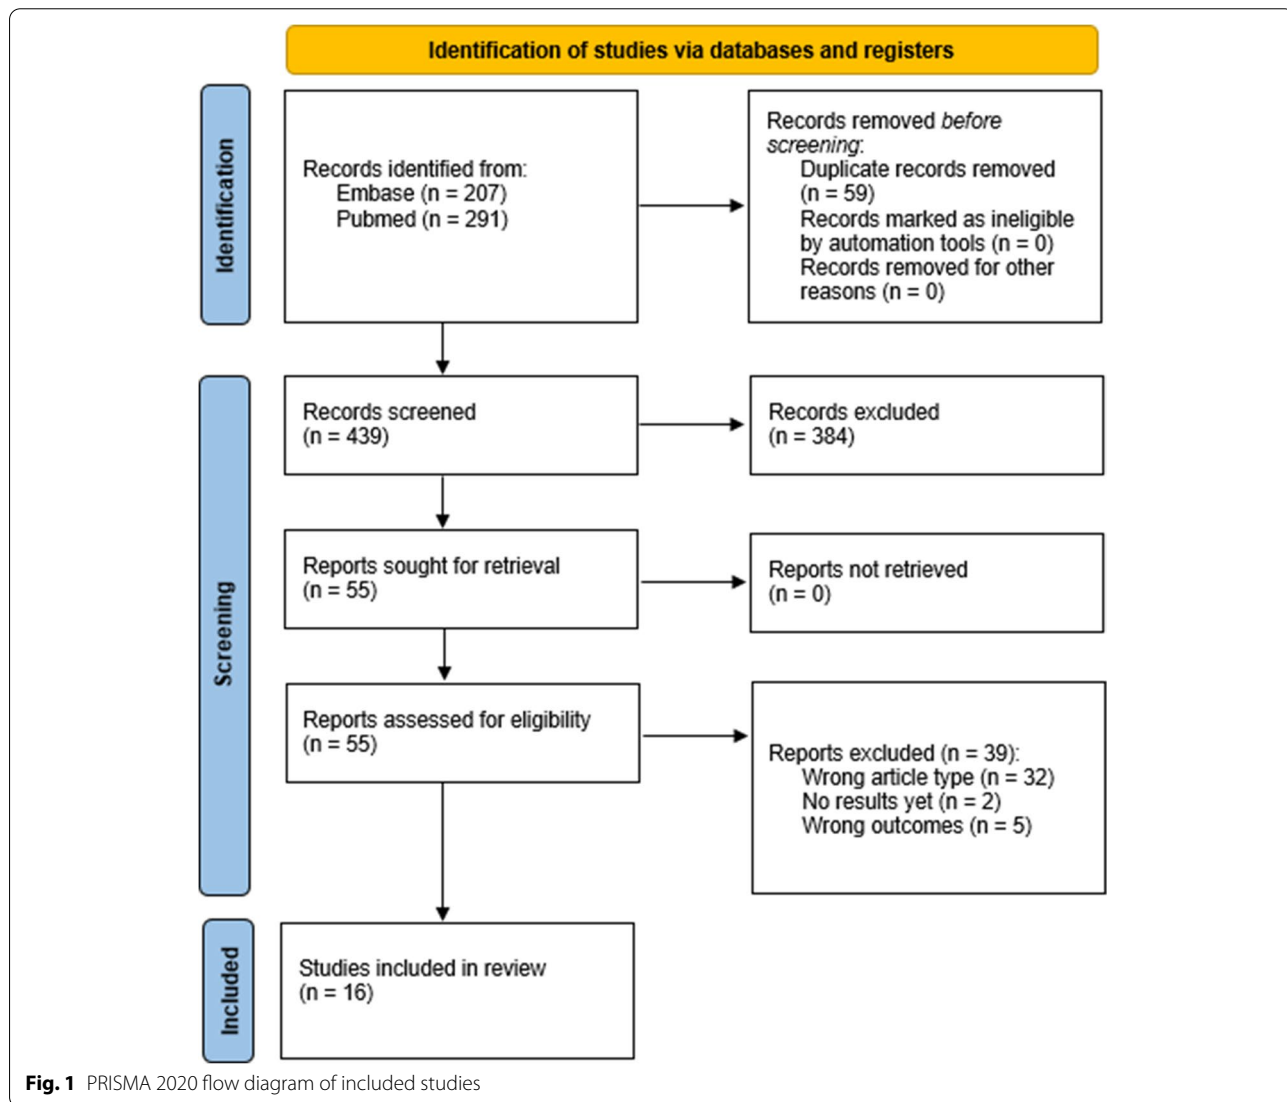 Identification of studies via databases and registers
Identification
Records identified from:
Embase (n = 207)
Pubmed (n = 291)
Records removed before
screening:
Duplicate records removed
(n = 59)
Records marked as ineligible
by automation tools (n = 0)
Records removed for other
reasons (n = 0)
Screening
Records screened
(n = 439)
Records excluded
(n = 384)
Reports sought for retrieval
(n = 55)
Reports not retrieved
(n = 0)
Reports assessed for eligibility
(n = 55)
Reports excluded (n = 39):
Wrong article type (n = 32)
No results yet (n = 2)
Wrong outcomes (n = 5)
Included
Studies included in review
(n = 16)
Fig. 1 PRISMA 2020 flow diagram of included studies